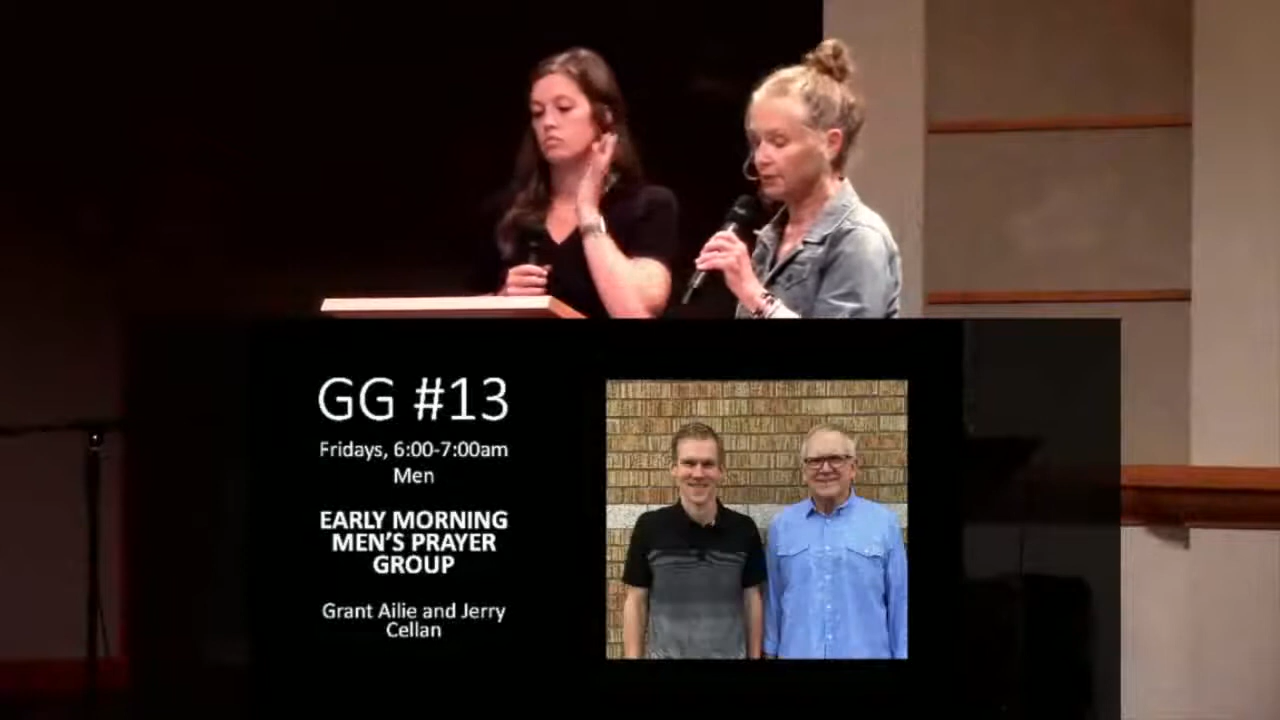 GG #13
Fridays, 6:00-7:00am
Men
EARLY MORNING
MEN'S PRAYER
GROUP
Grant Ailie and Jerry
Cellan